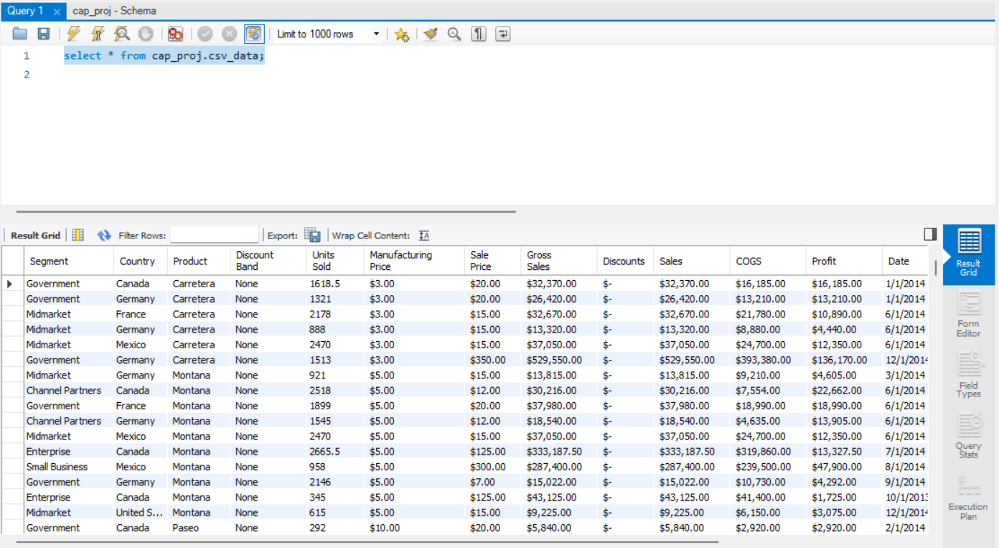 Query 1 × cap_proj - Schema
Limit to 1000 rows
1 select * from cap_proj.csv_data;
2
Result Grid Filter Rows: Export: Wrap Cell Content: IA
Segment Country Product Discount Band Units Sold Manufacturing Price Sale Price Gross Sales Discounts Sales COGS Profit Date
Government Canada Carretera None 1618.5 $3.00 $20.00 $32,370.00 $- $32,370.00 $16,185.00 $16,185.00 1/1/2014
Government Germany Carretera None 1321 $3.00 $20.00 $26,420.00 $- $26,420.00 $13,210.00 $13,210.00 1/1/2014
Midmarket France Carretera None 2178 $3.00 $15.00 $32,670.00 $- $32,670.00 $21,780.00 $10,890.00 6/1/2014
Midmarket Germany Carretera None 888 $3.00 $15.00 $13,320.00 $- $13,320.00 $8,880.00 $4,440.00 6/1/2014
Midmarket Mexico Carretera None 2470 $3.00 $15.00 $37,050.00 $- $37,050.00 $24,700.00 $12,350.00 6/1/2014
Government Germany Carretera None 1513 $3.00 $350.00 $529,550.00 $- $529,550.00 $393,380.00 $136,170.00 12/1/2014
Midmarket Germany Montana None 921 $5.00 $15.00 $13,815.00 $- $13,815.00 $9,210.00 $4,605.00 3/1/2014
Channel Partners Canada Montana None 2518 $5.00 $12.00 $30,216.00 $- $30,216.00 $7,554.00 $22,662.00 6/1/2014
Government France Montana None 1899 $5.00 $20.00 $37,980.00 $- $37,980.00 $18,990.00 $18,990.00 6/1/2014
Channel Partners Germany Montana None 1545 $5.00 $12.00 $18,540.00 $- $18,540.00 $4,635.00 $13,905.00 6/1/2014
Midmarket Mexico Montana None 2470 $5.00 $15.00 $37,050.00 $- $37,050.00 $24,700.00 $12,350.00 6/1/2014
Enterprise Canada Montana None 2665.5 $5.00 $125.00 $333,187.50 $- $333,187.50 $319,860.00 $13,327.50 7/1/2014
Small Business Mexico Montana None 958 $5.00 $300.00 $287,400.00 $- $287,400.00 $239,500.00 $47,900.00 8/1/2014
Government Germany Montana None 2146 $5.00 $7.00 $15,022.00 $- $15,022.00 $10,730.00 $4,292.00 9/1/2014
Enterprise Canada Montana None 345 $5.00 $125.00 $43,125.00 $- $43,125.00 $41,400.00 $1,725.00 10/1/2013
Midmarket United S... Montana None 615 $5.00 $15.00 $9,225.00 $- $9,225.00 $6,150.00 $3,075.00 12/1/2014
Government Canada Paseo None 292 $10.00 $20.00 $5,840.00 $- $5,840.00 $2,920.00 $2,920.00 2/1/2014
Result
Grid
Form
Editor
Field
Types
Query
Stats
Execution
Plan